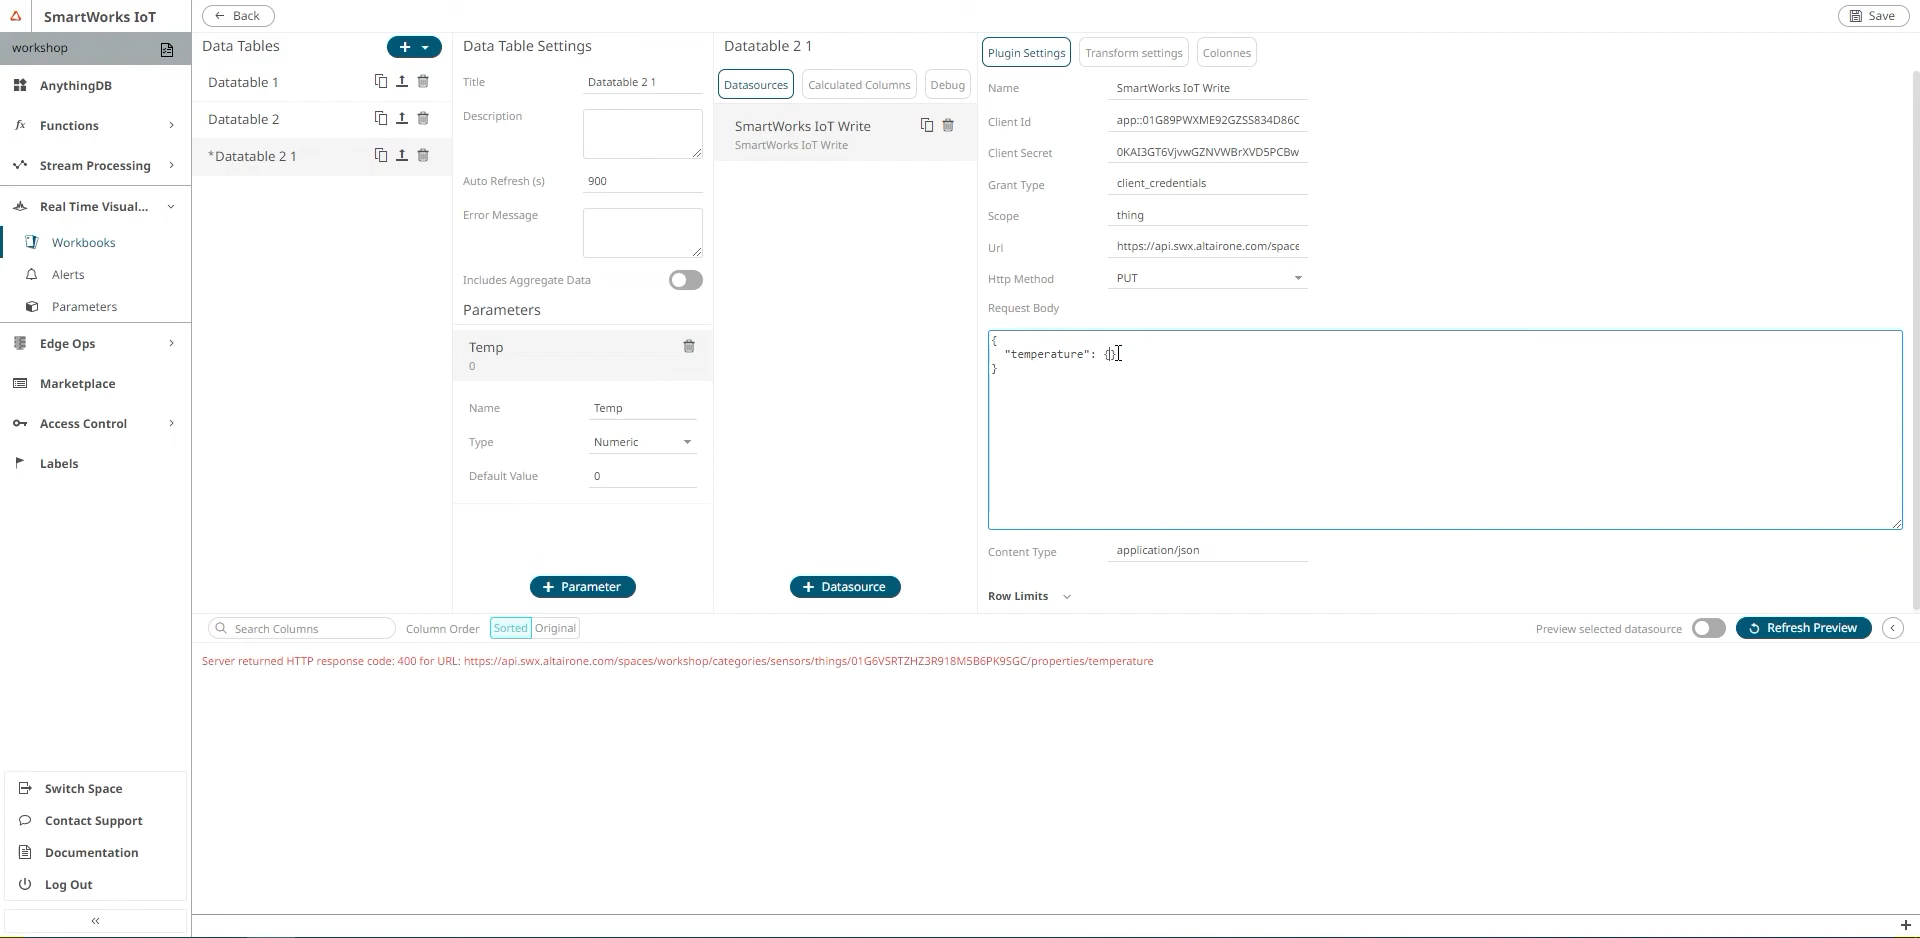 SmartWorks IoT
workshop
AnythingDB
Functions
Stream Processing
Real Time Visual...
Workbooks
Alerts
Parameters
Edge Ops
Marketplace
Access Control
Labels
Switch Space
Contact Support
Documentation
Log Out
Back
Save
Data Tables
Datatable 1
Datatable 2
*Datatable 2 1
Data Table Settings
Title
Datatable 2 1
Description
Auto Refresh (s)
900
Error Message
Includes Aggregate Data
Parameters
Temp
0
Name
Temp
Type
Numeric
Default Value
0
+ Parameter
Datatable 2 1
Datasources
Calculated Columns
Debug
SmartWorks IoT Write
SmartWorks IoT Write
+ Datasource
Plugin Settings
Transform settings
Colonnes
Name
SmartWorks IoT Write
Client Id
app::01G89PWXME92GZSS834D86C
Client Secret
0KAI3GT6VjvwGZNVWBrXVD5PCBw
Grant Type
client_credentials
Scope
thing
Url
https://api.swx.altairone.com/space
Http Method
PUT
Request Body
{
"temperature": {}
}
Content Type
application/json
Row Limits
Search Columns
Column Order
Sorted
Original
Preview selected datasource
Refresh Preview
Server returned HTTP response code: 400 for URL: https://api.swx.altairone.com/spaces/workshop/categories/sensors/things/01G6VSRTZHZ3R918M5B6PK9SGC/properties/temperature